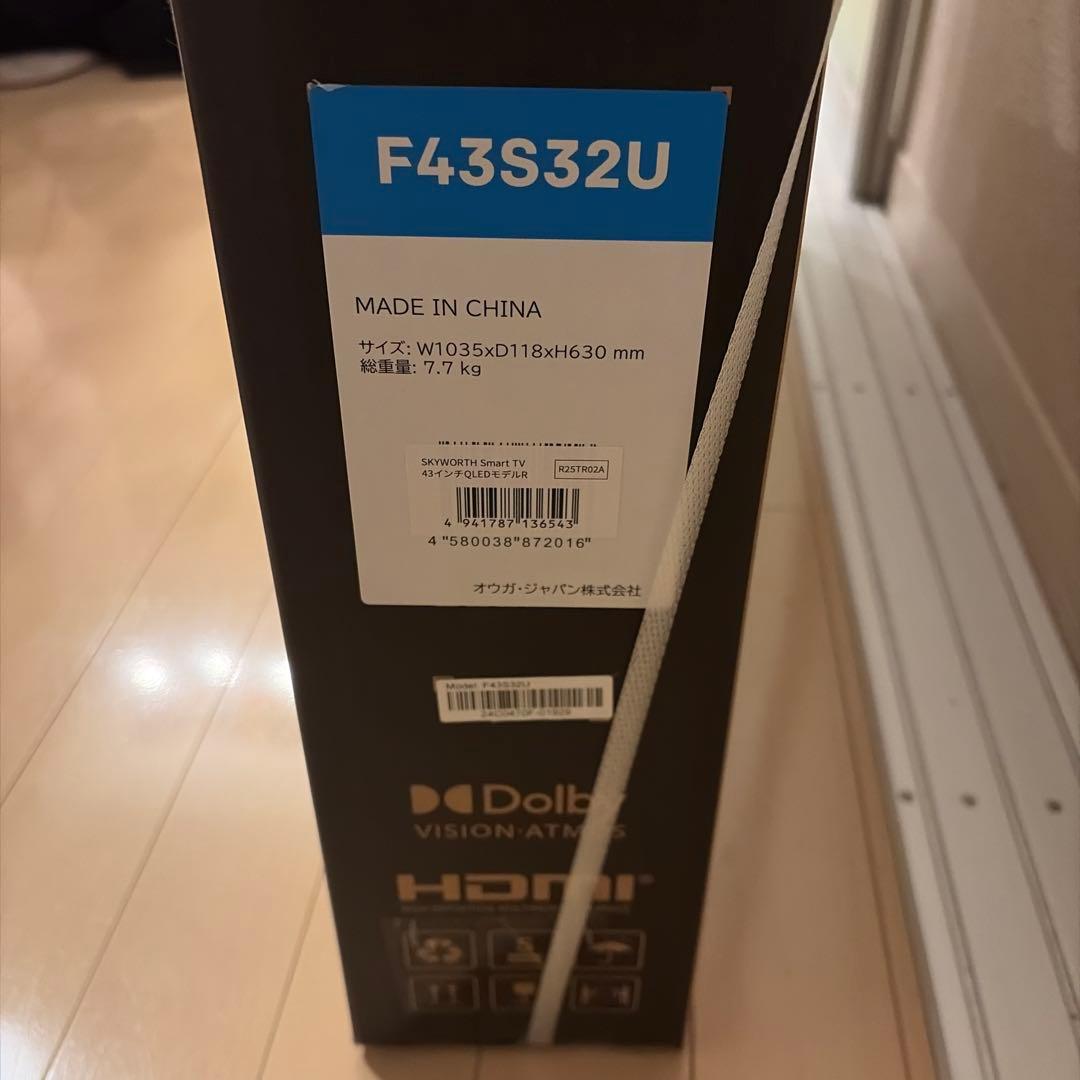 F43S32U
MADE IN CHINA
サイズ: W1035xD118xH630 mm
総重量: 7.7 kg
SKYWORTH Smart TV
43インチQLEDモデルR
R25TR02A
4 941787 136543
4 "580038"872016"
オウガ・ジャパン株式会社
Model: F43S32U
Dolby
VISION·ATMOS
HDMI®